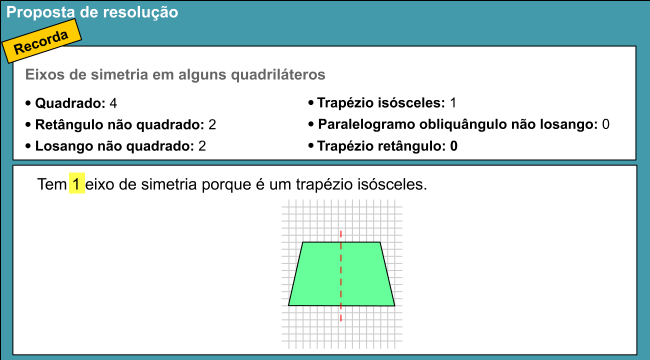 Proposta de resolução
Recorda
Eixos de simetria em alguns quadriláteros
• Quadrado: 4
• Retângulo não quadrado: 2
• Losango não quadrado: 2
• Trapézio isósceles: 1
• Paralelogramo obliquângulo não losango: 0
• Trapézio retângulo: 0
Tem 1 eixo de simetria porque é um trapézio isósceles.